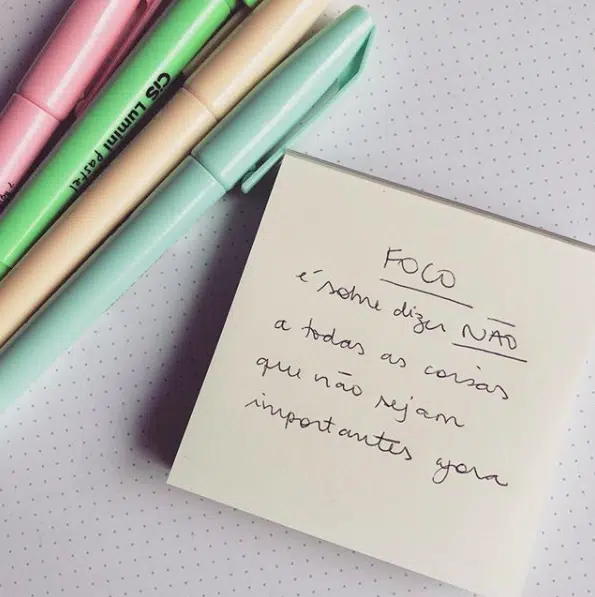 CiS Lumini Pastel
FOCO
é sobre dizer NÃO
a todas as coisas
que não sejam
importantes agora